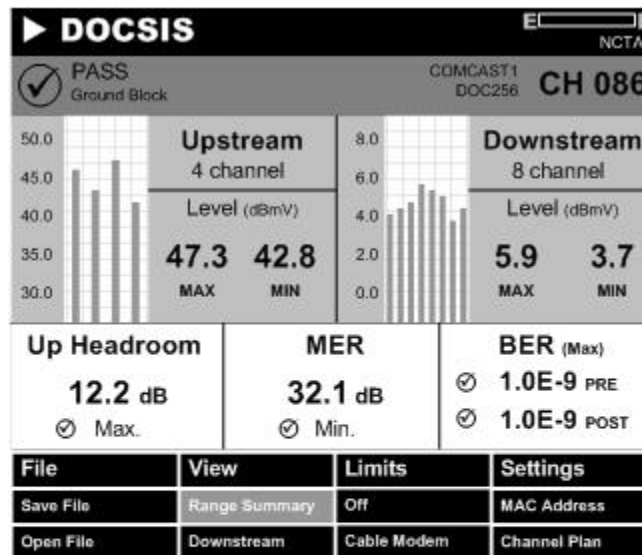 DOCSIS
E
NCTA
PASS
Ground Block
COMCAST1
DOC256
CH 086
50.0
45.0
40.0
35.0
30.0
Upstream
4 channel
Level (dBmV)
47.3 42.8
MAX MIN
8.0
6.0
4.0
2.0
0.0
Downstream
8 channel
Level (dBmV)
5.9 3.7
MAX MIN
Up Headroom
12.2 dB
Max.
MER
32.1 dB
Min.
BER (Max)
1.0E-9 PRE
1.0E-9 POST
File View Limits Settings
Save File Range Summary Off MAC Address
Open File Downstream Cable Modem Channel Plan